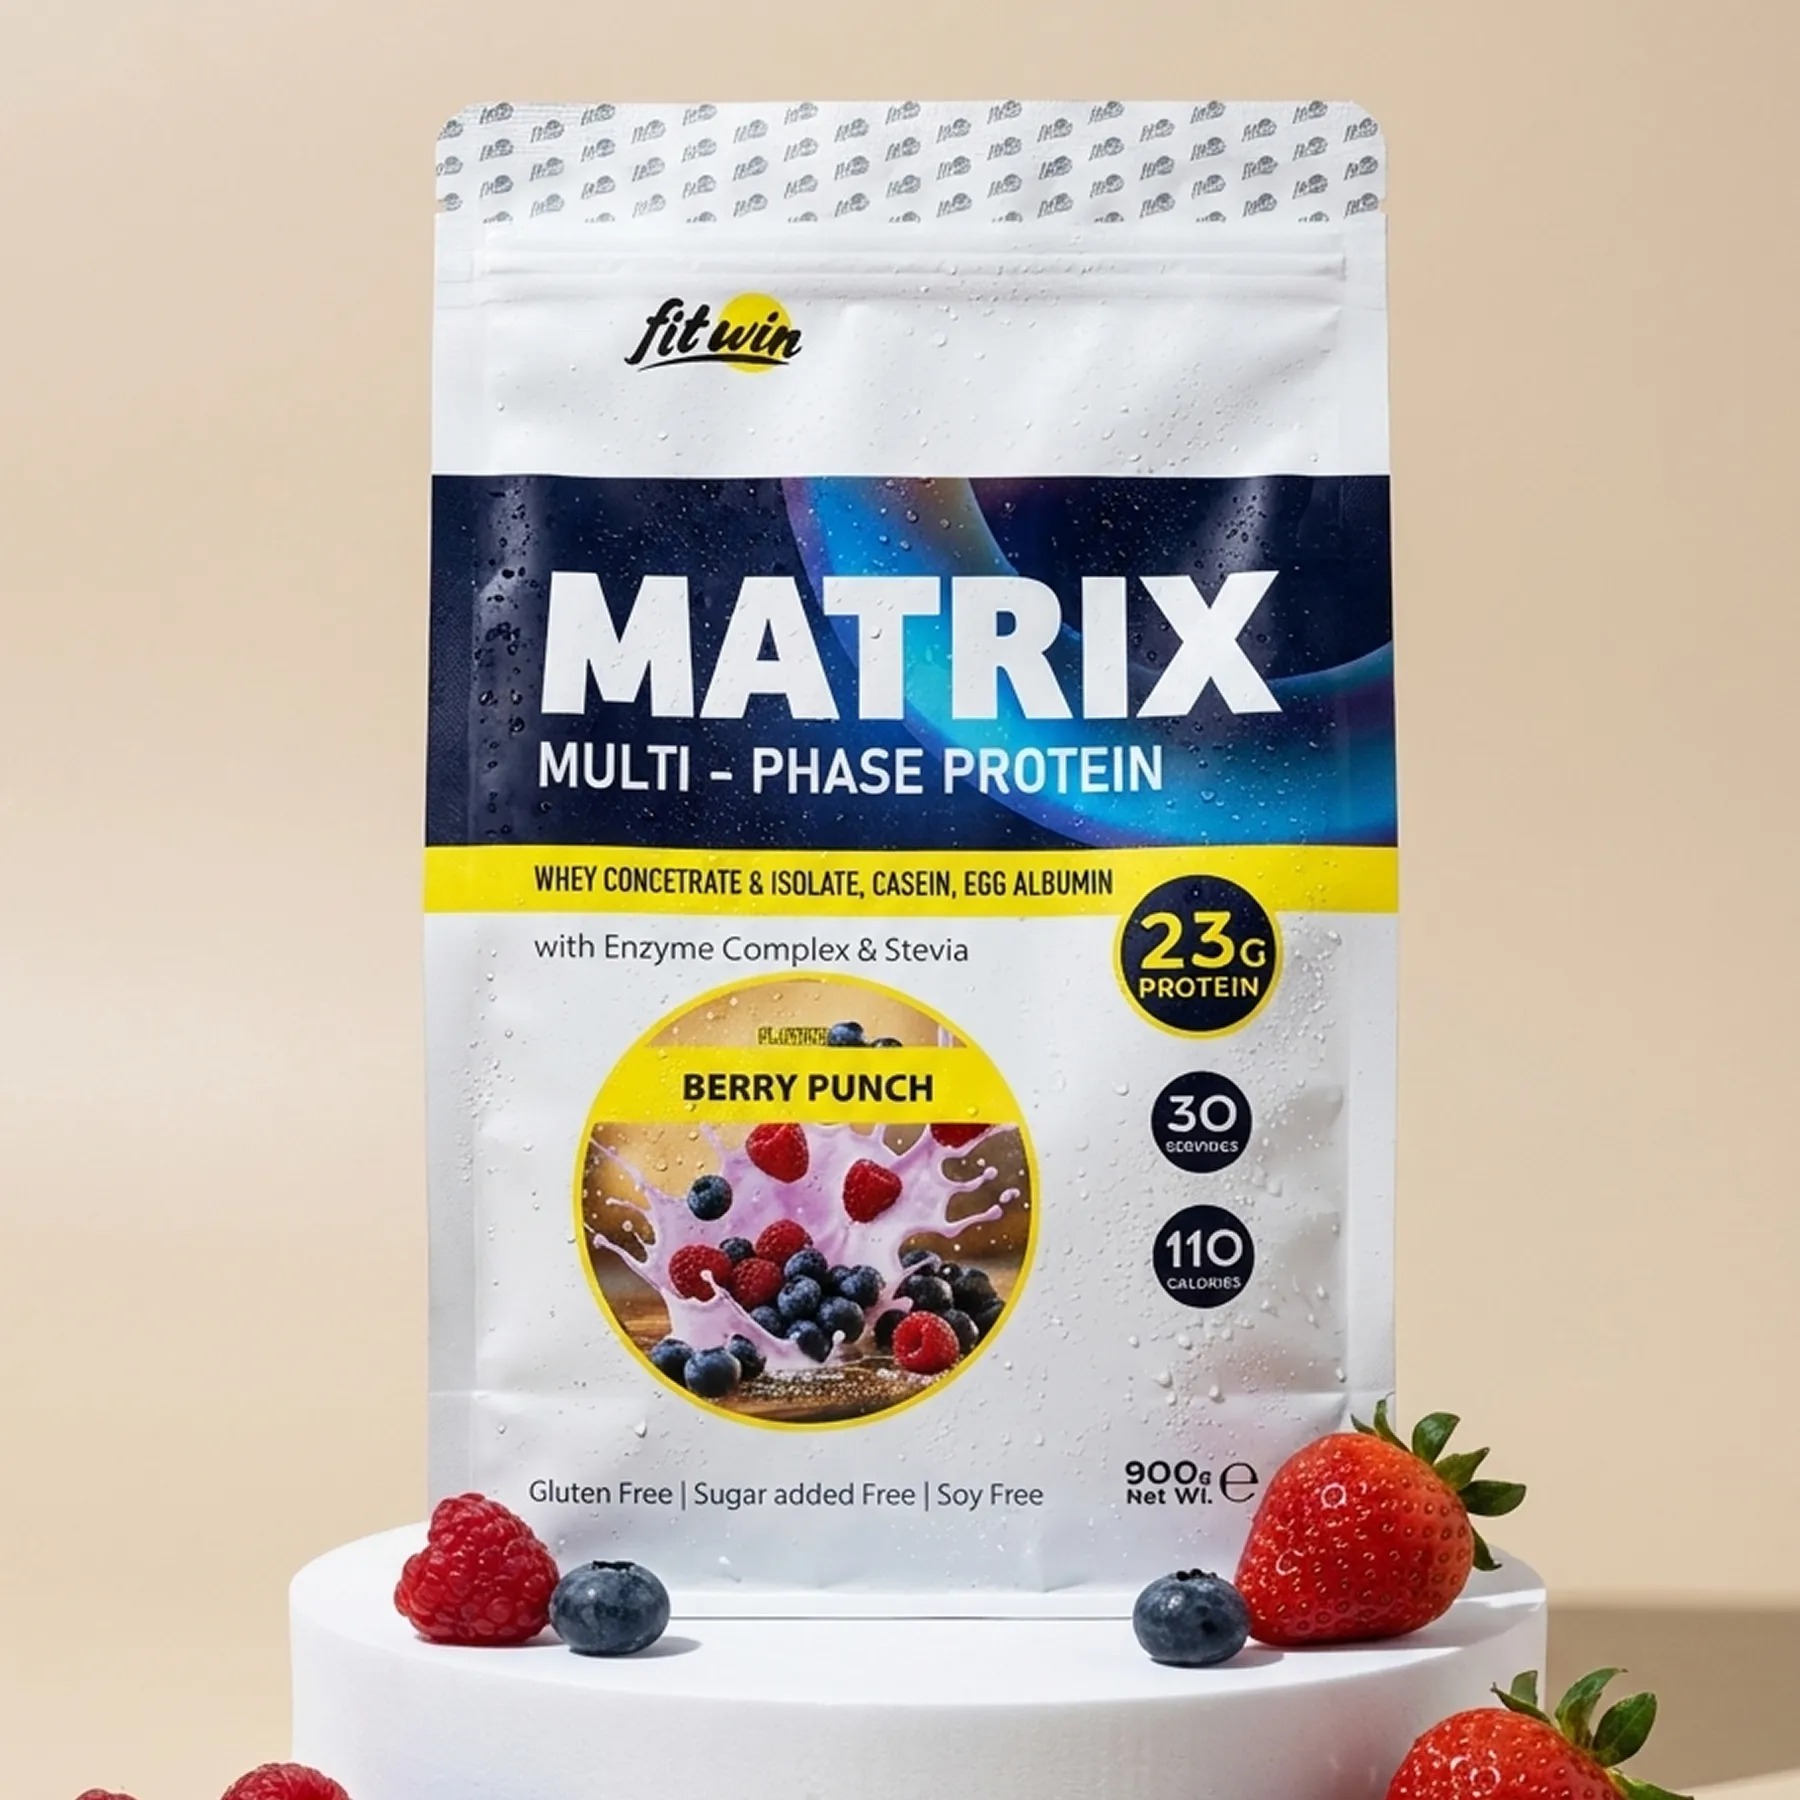 fit win
MATRIX
MULTI - PHASE PROTEIN
WHEY CONCETRATE & ISOLATE, CASEIN, EGG ALBUMIN
with Enzyme Complex & Stevia
23G
PROTEIN
BERRY PUNCH
30
110
CALORIES
Gluten Free | Sugar added Free | Soy Free
900G e
Net Wl.